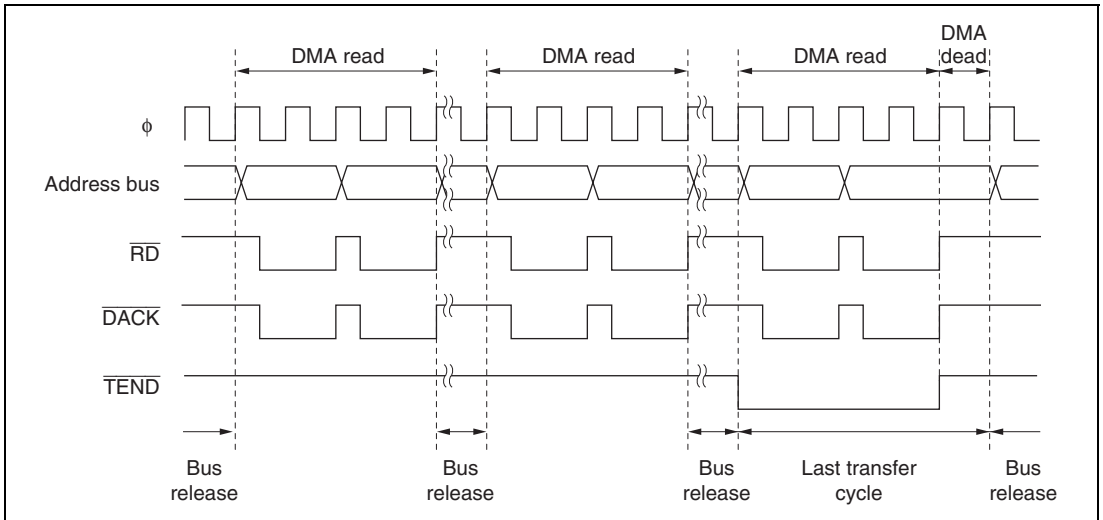 DMA read
DMA read
DMA read
DMA
dead
φ
Address bus
RD
DACK
TEND
Bus
release
Bus
release
Bus
release
Last transfer
cycle
Bus
release